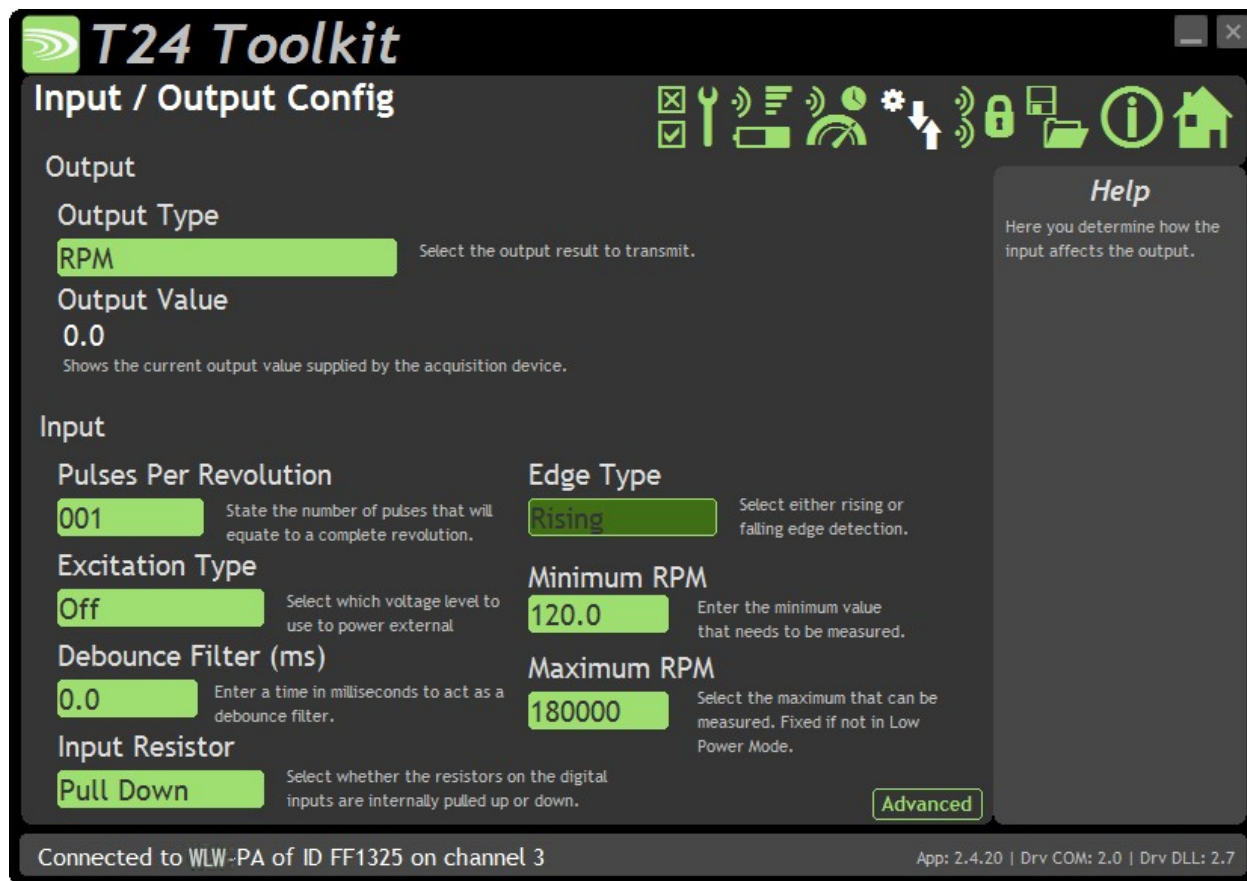 T24 Toolkit
Input / Output Config
Output
Output Type
RPM
Select the output result to transmit.
Output Value
0.0
Shows the current output value supplied by the acquisition device.
Input
Pulses Per Revolution
001
State the number of pulses that will
equate to a complete revolution.
Edge Type
Rising
Select either rising or
falling edge detection.
Excitation Type
Off
Select which voltage level to
use to power external
Minimum RPM
120.0
Enter the minimum value
that needs to be measured.
Debounce Filter (ms)
0.0
Enter a time in milliseconds to act as a
debounce filter.
Maximum RPM
180000
Select the maximum that can be
measured. Fixed if not in Low
Power Mode.
Input Resistor
Pull Down
Select whether the resistors on the digital
inputs are internally pulled up or down.
Advanced
Help
Here you determine how the
input affects the output.
Connected to WLW-PA of ID FF1325 on channel 3
App: 2.4.20 | Drv COM: 2.0 | Drv DLL: 2.7